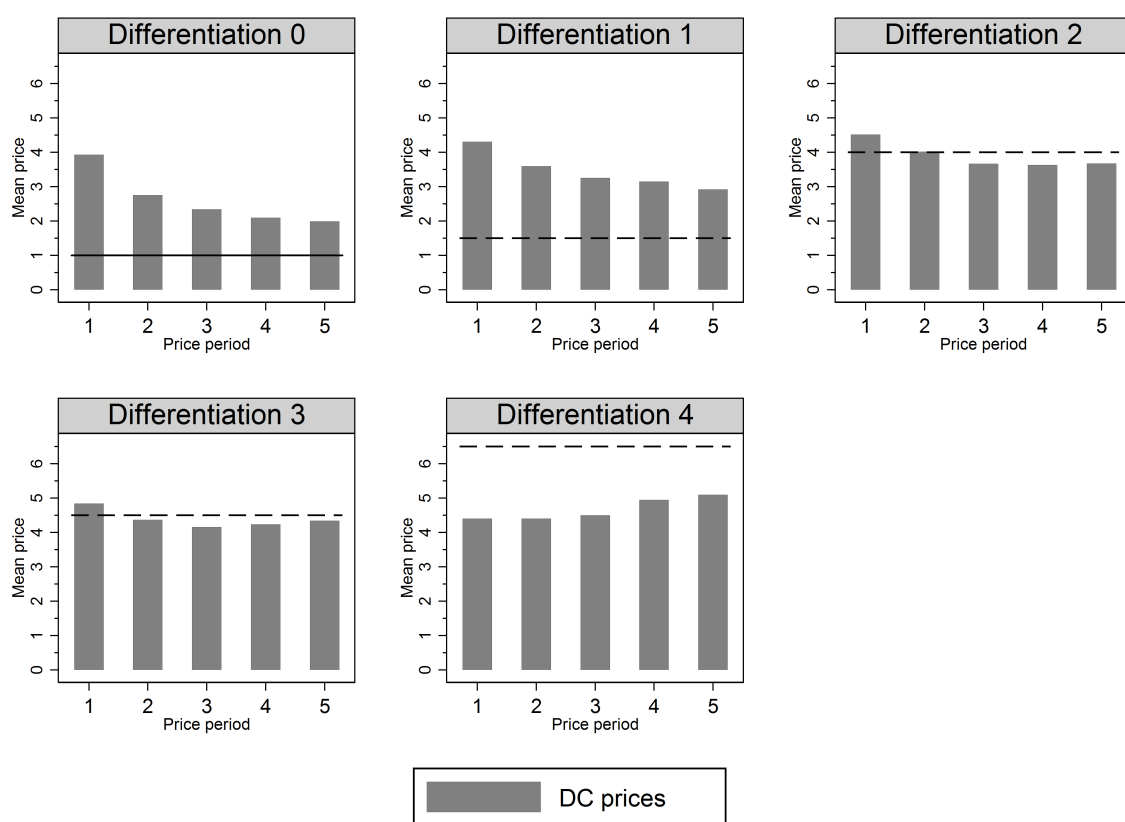 Differentiation 0
Mean price
0 1 2 3 4 5 6
1 2 3 4 5
Price period
Differentiation 1
Mean price
0 1 2 3 4 5 6
1 2 3 4 5
Price period
Differentiation 2
Mean price
0 1 2 3 4 5 6
1 2 3 4 5
Price period
Differentiation 3
Mean price
0 1 2 3 4 5 6
1 2 3 4 5
Price period
Differentiation 4
Mean price
0 1 2 3 4 5 6
1 2 3 4 5
Price period
DC prices